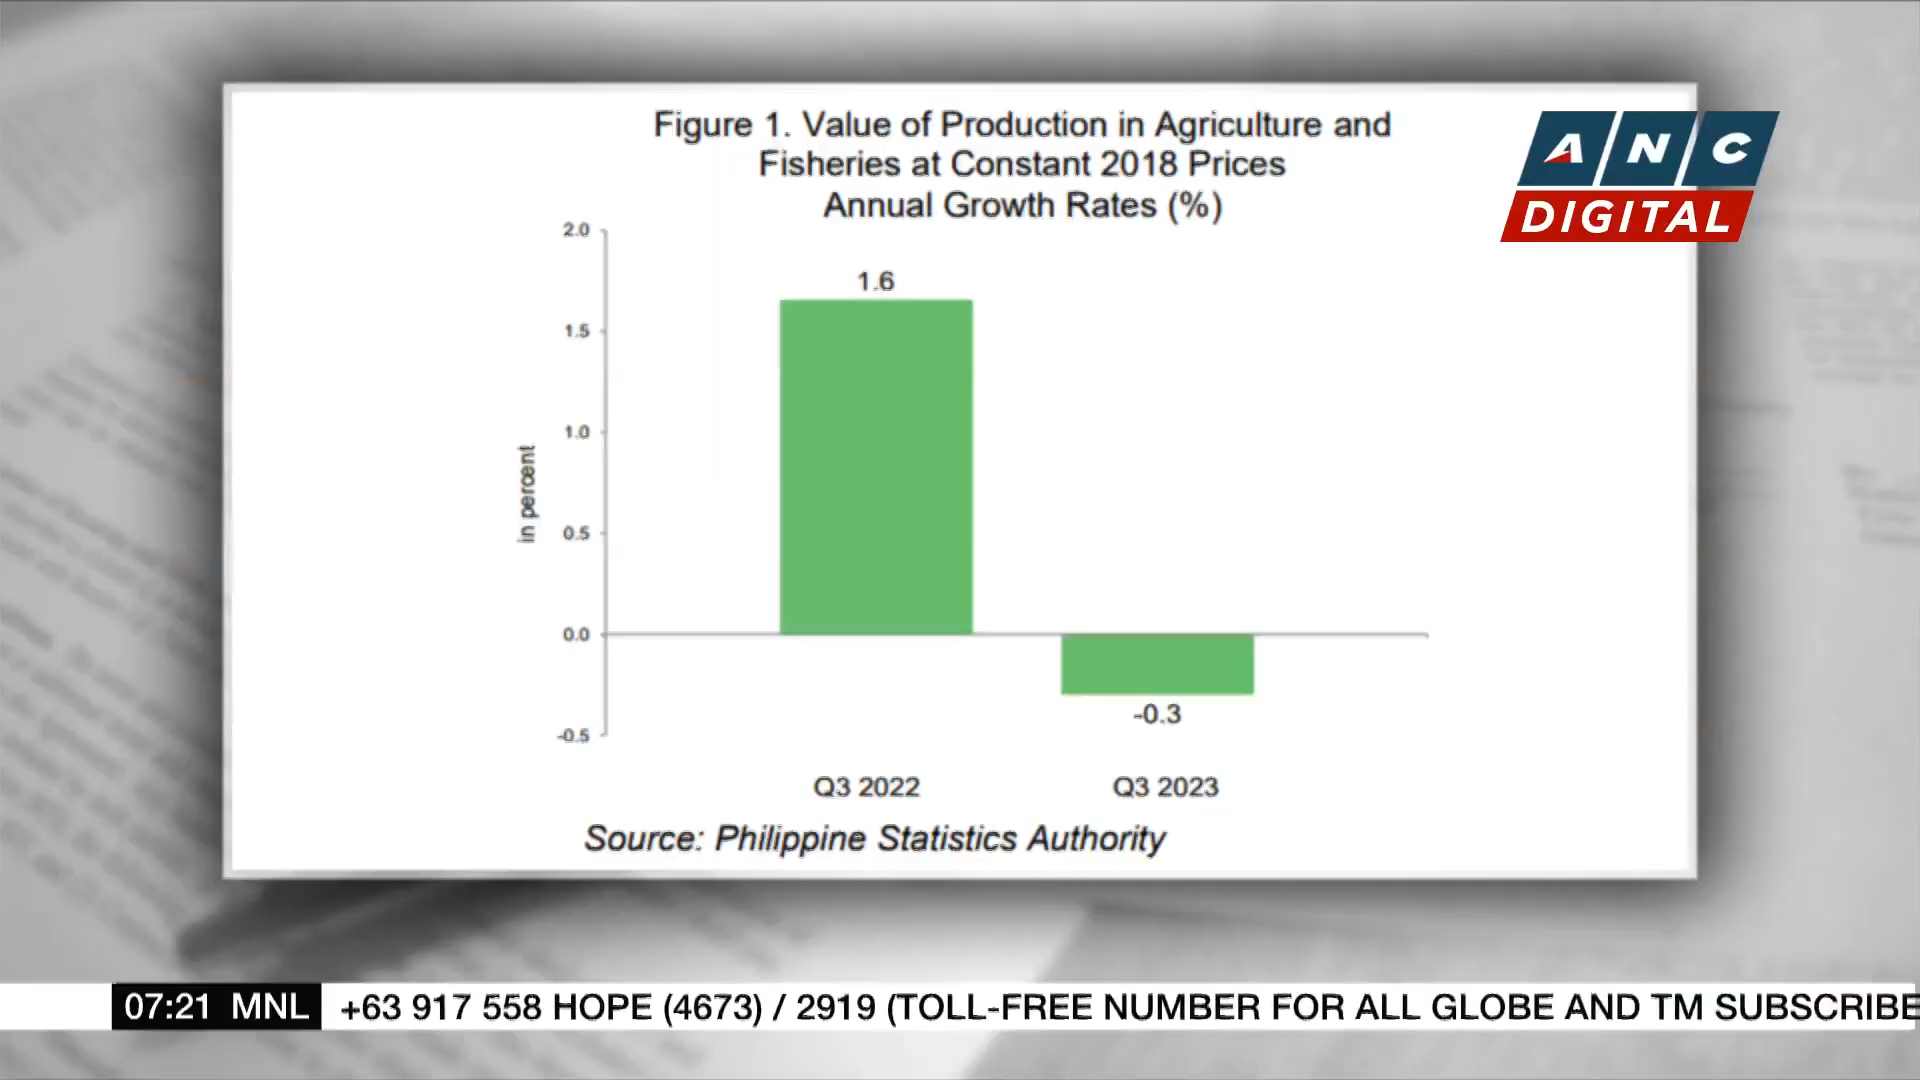 Figure 1. Value of Production in Agriculture and
Fisheries at Constant 2018 Prices
Annual Growth Rates (%)
ANC
DIGITAL
2.0
1.6
1.5
1.0
in percent
0.5
0.0
-0.3
-0.5
Q3 2022
Q3 2023
Source: Philippine Statistics Authority
07:21 MNL +63 917 558 HOPE (4673) / 2919 (TOLL-FREE NUMBER FOR ALL GLOBE AND TM SUBSCRIBE